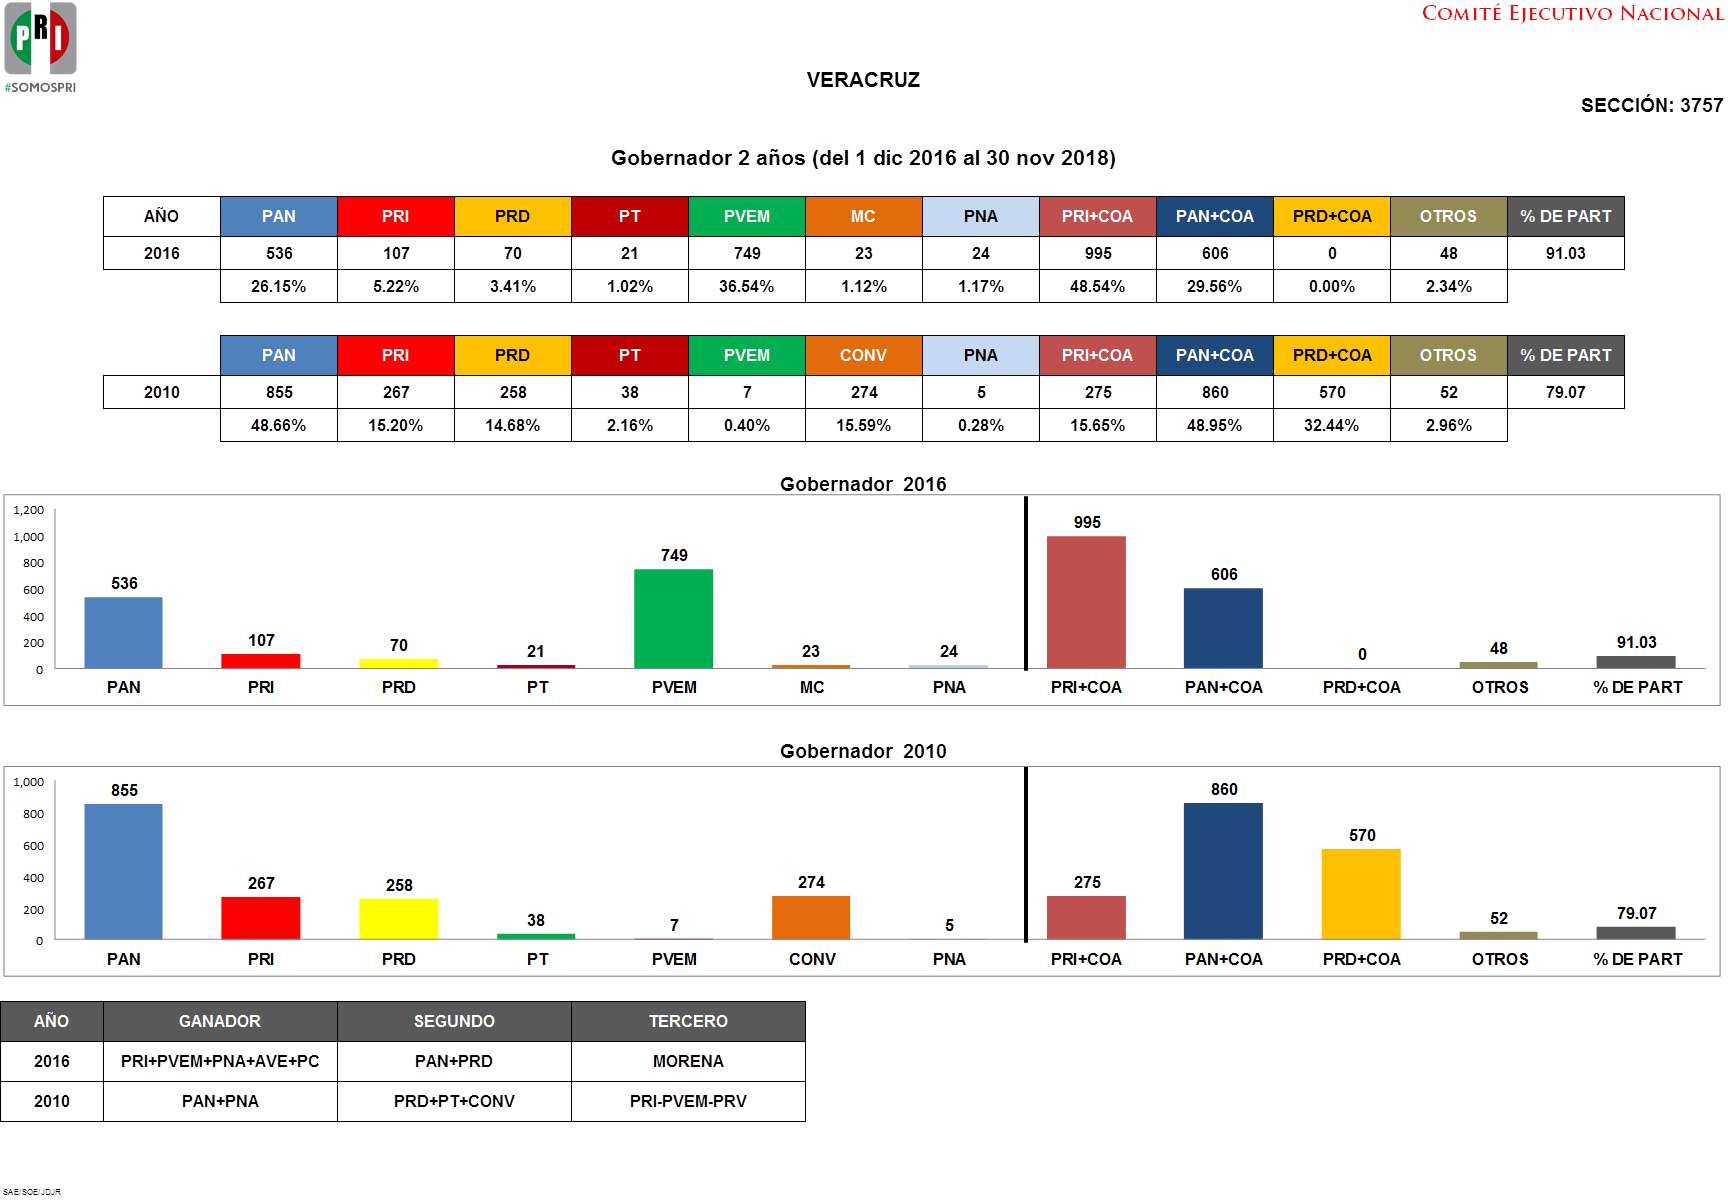 PRI
#SOMOSPRI
COMITÉ EJECUTIVO NACIONAL
VERACRUZ
SECCIÓN: 3757
Gobernador 2 años (del 1 dic 2016 al 30 nov 2018)
AÑO PAN PRI PRD PT PVEM MC PNA PRI+COA PAN+COA PRD+COA OTROS % DE PART
2016 536 107 70 21 749 23 24 995 606 0 48 91.03
26.15% 5.22% 3.41% 1.02% 36.54% 1.12% 1.17% 48.54% 29.56% 0.00% 2.34%
PAN PRI PRD PT PVEM CONV PNA PRI+COA PAN+COA PRD+COA OTROS % DE PART
2010 855 267 258 38 7 274 5 275 860 570 52 79.07
48.66% 15.20% 14.68% 2.16% 0.40% 15.59% 0.28% 15.65% 48.95% 32.44% 2.96%
Gobernador 2016
1,200
1,000
800
600
400
200
0
536 107 70 21 749 23 24 995 606 0 48 91.03
PAN PRI PRD PT PVEM MC PNA PRI+COA PAN+COA PRD+COA OTROS % DE PART
Gobernador 2010
1,000
800
600
400
200
0
855 267 258 38 7 274 5 275 860 570 52 79.07
PAN PRI PRD PT PVEM CONV PNA PRI+COA PAN+COA PRD+COA OTROS % DE PART
AÑO GANADOR SEGUNDO TERCERO
2016 PRI+PVEM+PNA+AVE+PC PAN+PRD MORENA
2010 PAN+PNA PRD+PT+CONV PRI-PVEM-PRV
SAE/SOE/JDJR